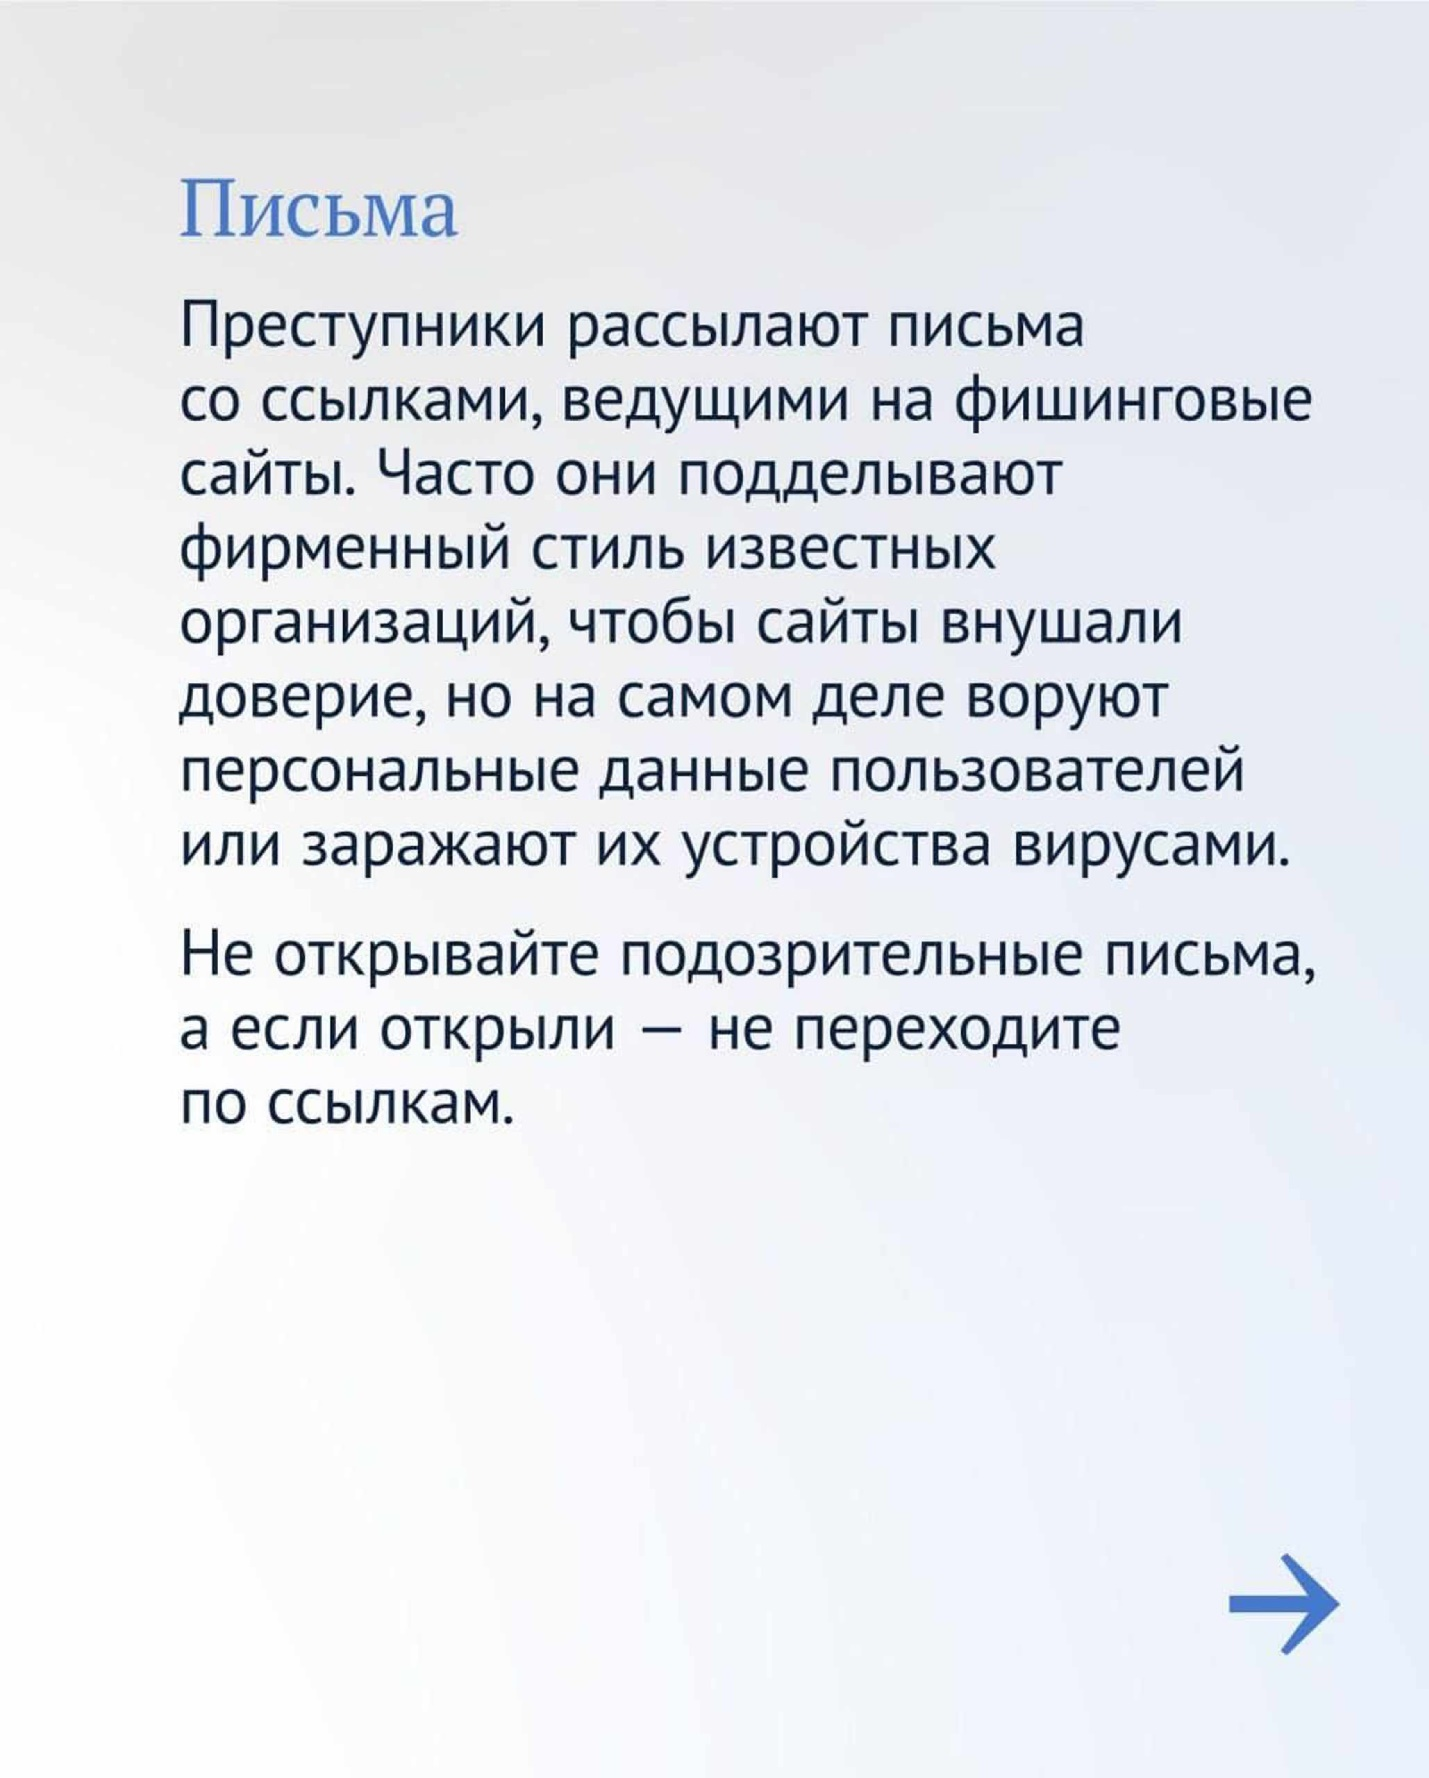 Письма
Преступники рассылают письма
со ссылками, ведущими на фишинговые
сайты. Часто они подделывают
фирменный стиль известных
организаций, чтобы сайты внушали
доверие, но на самом деле воруют
персональные данные пользователей
или заражают их устройства вирусами.
Не открывайте подозрительные письма,
а если открыли — не переходите
по ссылкам.